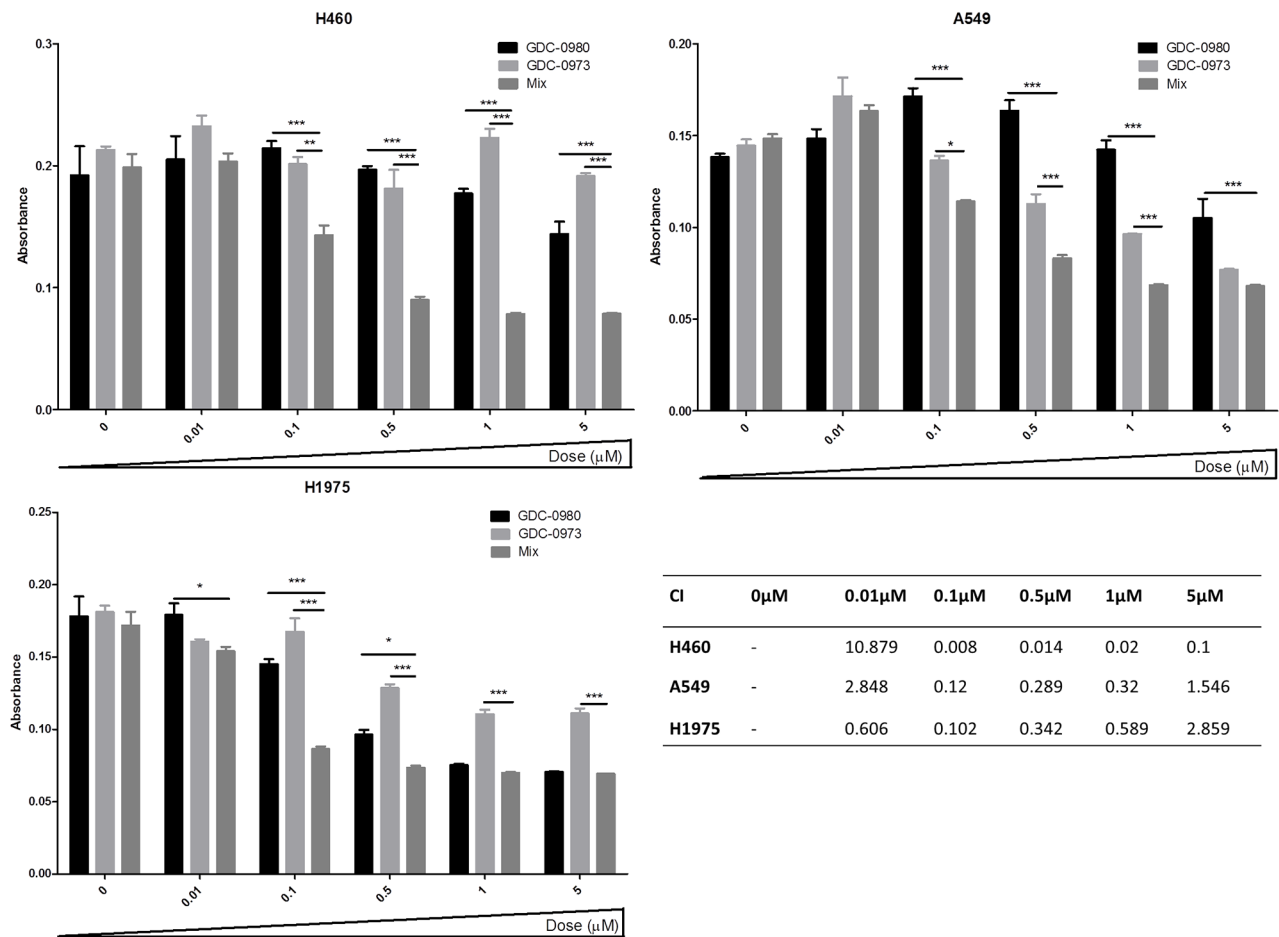 H460
0.3
0.2
0.1
0.0
Absorbance
GDC-0980
GDC-0973
Mix
*** ** *** *** *** *** *** ***
0 0.01 0.1 0.5 1 5
Dose (μM)
A549
0.20
0.15
0.10
0.05
0.00
Absorbance
GDC-0980
GDC-0973
Mix
*** * *** *** *** *** ***
0 0.01 0.1 0.5 1 5
Dose (μM)
H1975
0.25
0.20
0.15
0.10
0.05
0.00
Absorbance
GDC-0980
GDC-0973
Mix
* *** *** * *** *** ***
0 0.01 0.1 0.5 1 5
Dose (μM)
CI 0μM 0.01μM 0.1μM 0.5μM 1μM 5μM
H460 - 10.879 0.008 0.014 0.02 0.1
A549 - 2.848 0.12 0.289 0.32 1.546
H1975 - 0.606 0.102 0.342 0.589 2.859